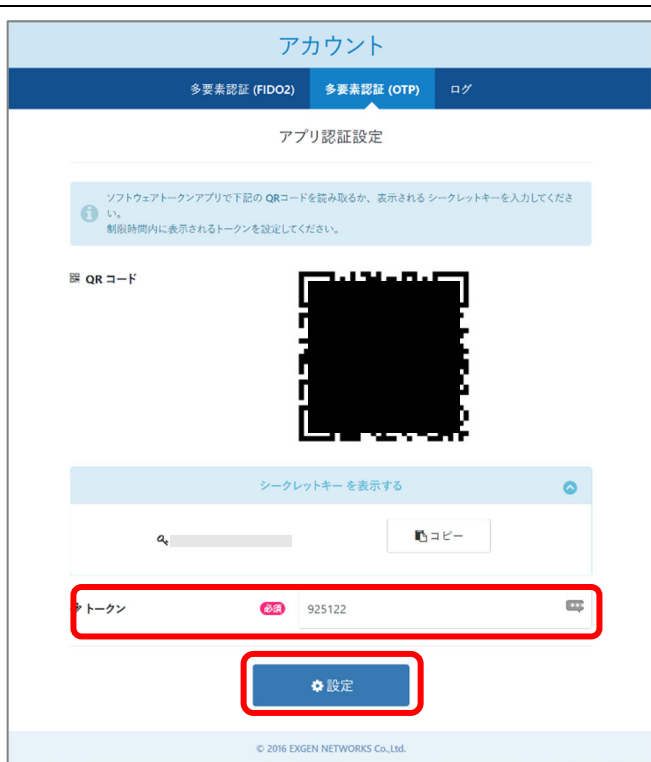 アカウント
多要素認証 (FIDO2) 多要素認証 (OTP) ログ
アプリ認証設定
ソフトウェアトークンアプリで下記の QRコードを読み取るか、表示される シークレットキーを入力してくださ
い。
制限時間内に表示されるトークンを設定してください。
QR コード
シークレットキー を表示する
コピー
トークン 必須 925122
設定
© 2016 EXGEN NETWORKS Co.,Ltd.